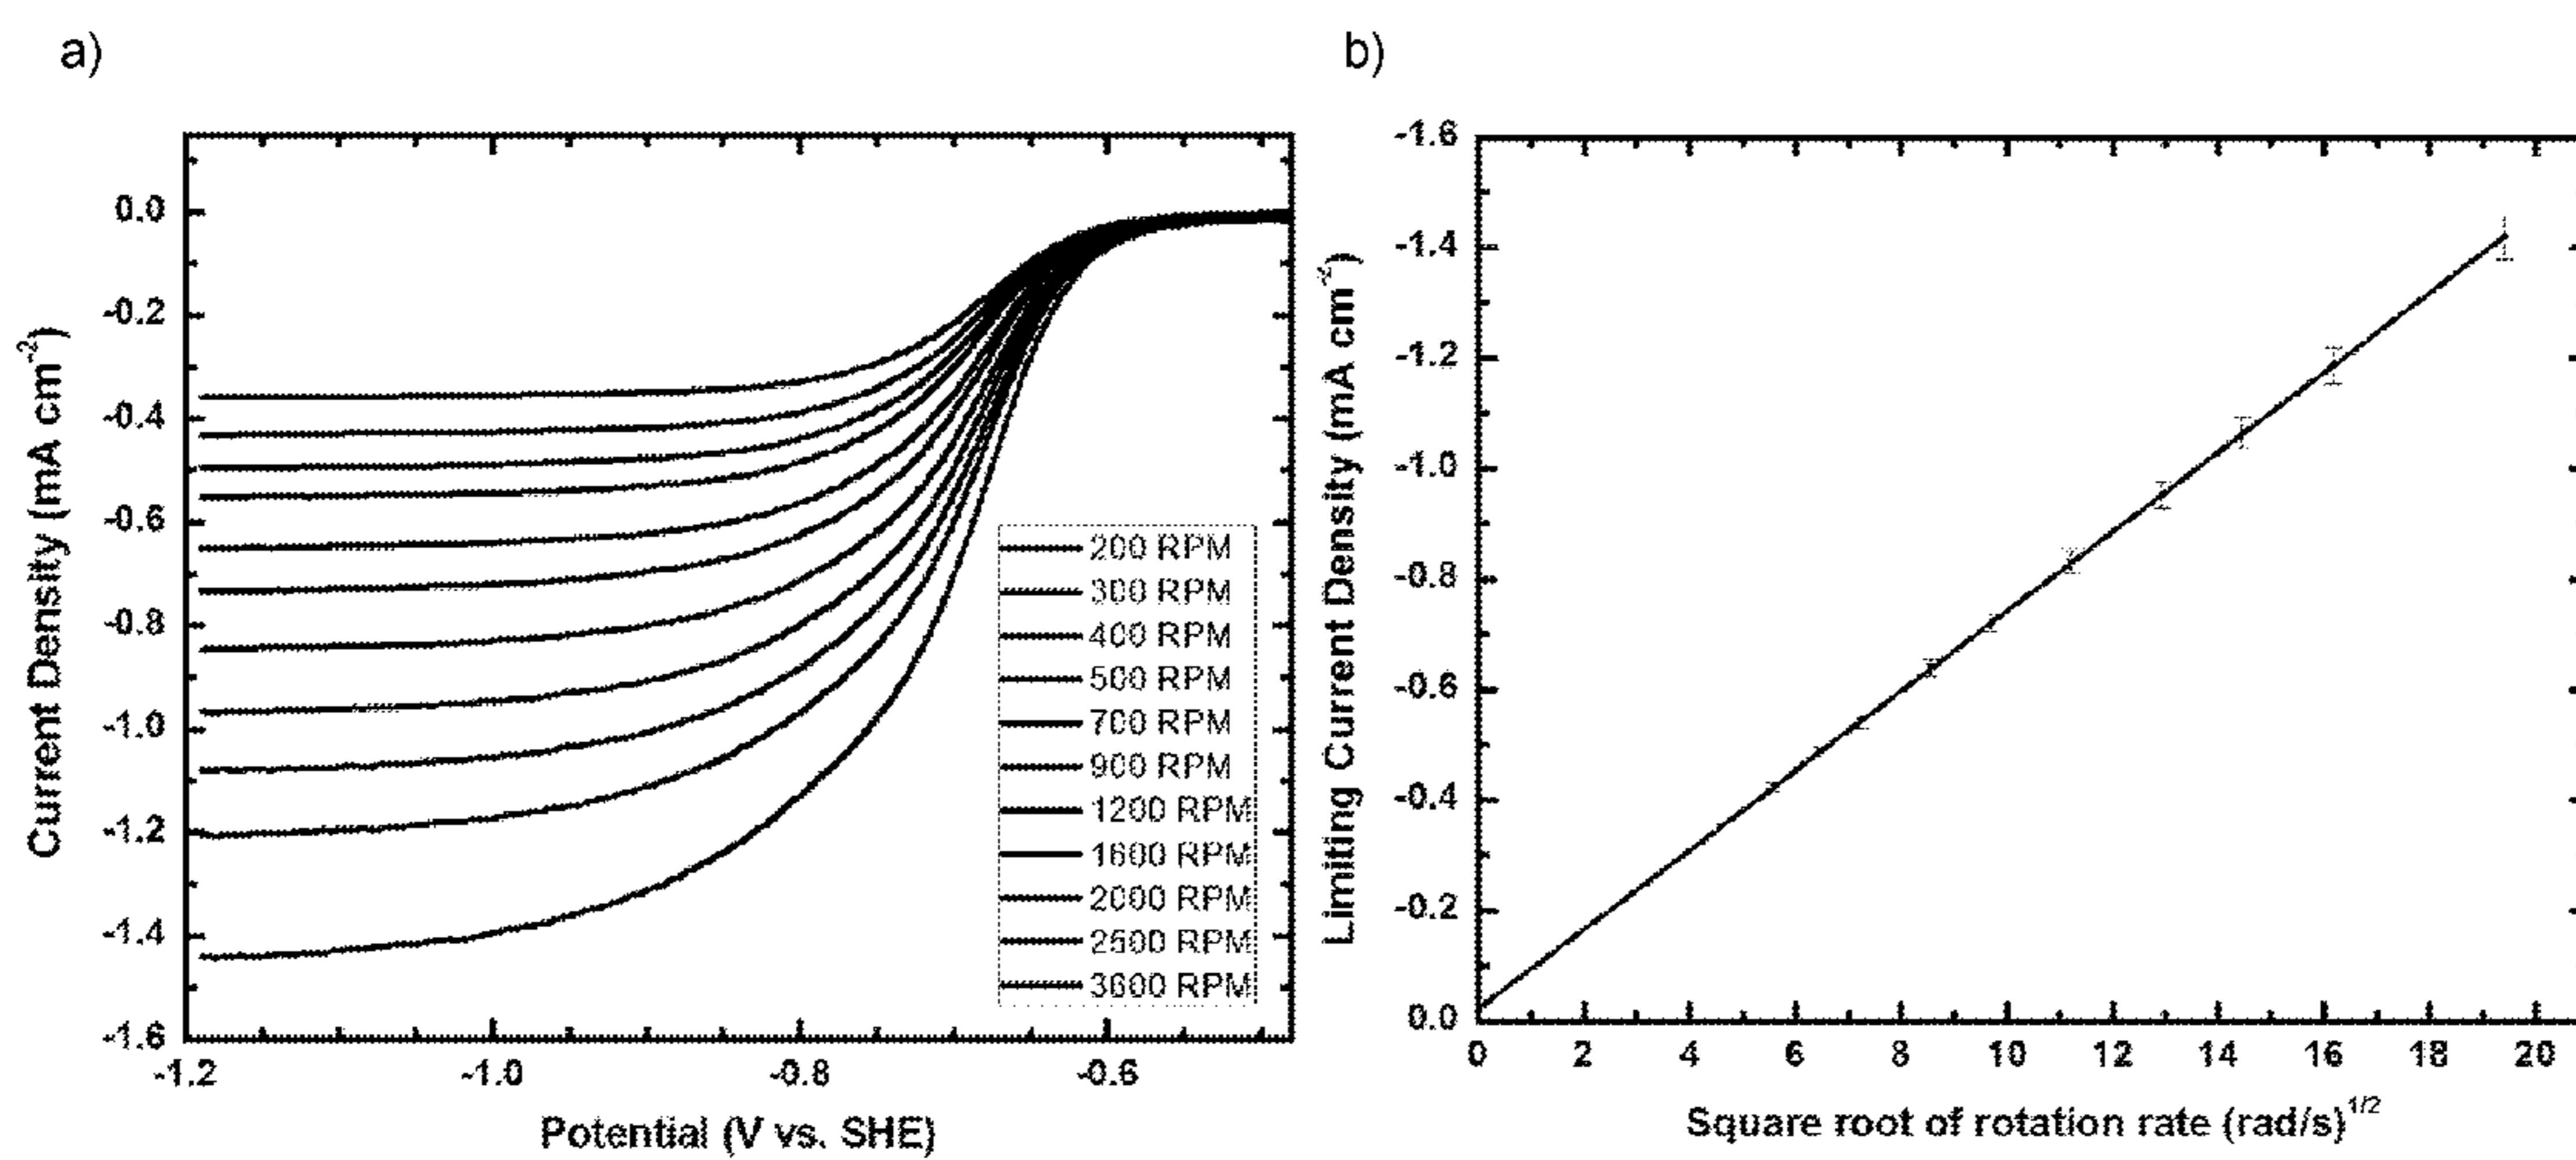 a)
b)
Current Density (mA cm-2)
0.0
-0.2
-0.4
-0.6
-0.8
-1.0
-1.2
-1.4
-1.6
-1.2
-1.0
-0.8
-0.6
Potential (V vs. SHE)
200 RPM
300 RPM
400 RPM
500 RPM
700 RPM
900 RPM
1200 RPM
1600 RPM
2000 RPM
2500 RPM
3600 RPM
Limiting Current Density (mA cm-2)
-1.6
-1.4
-1.2
-1.0
-0.8
-0.6
-0.4
-0.2
0.0
0 2 4 6 8 10 12 14 16 18 20
Square root of rotation rate (rad/s)1/2